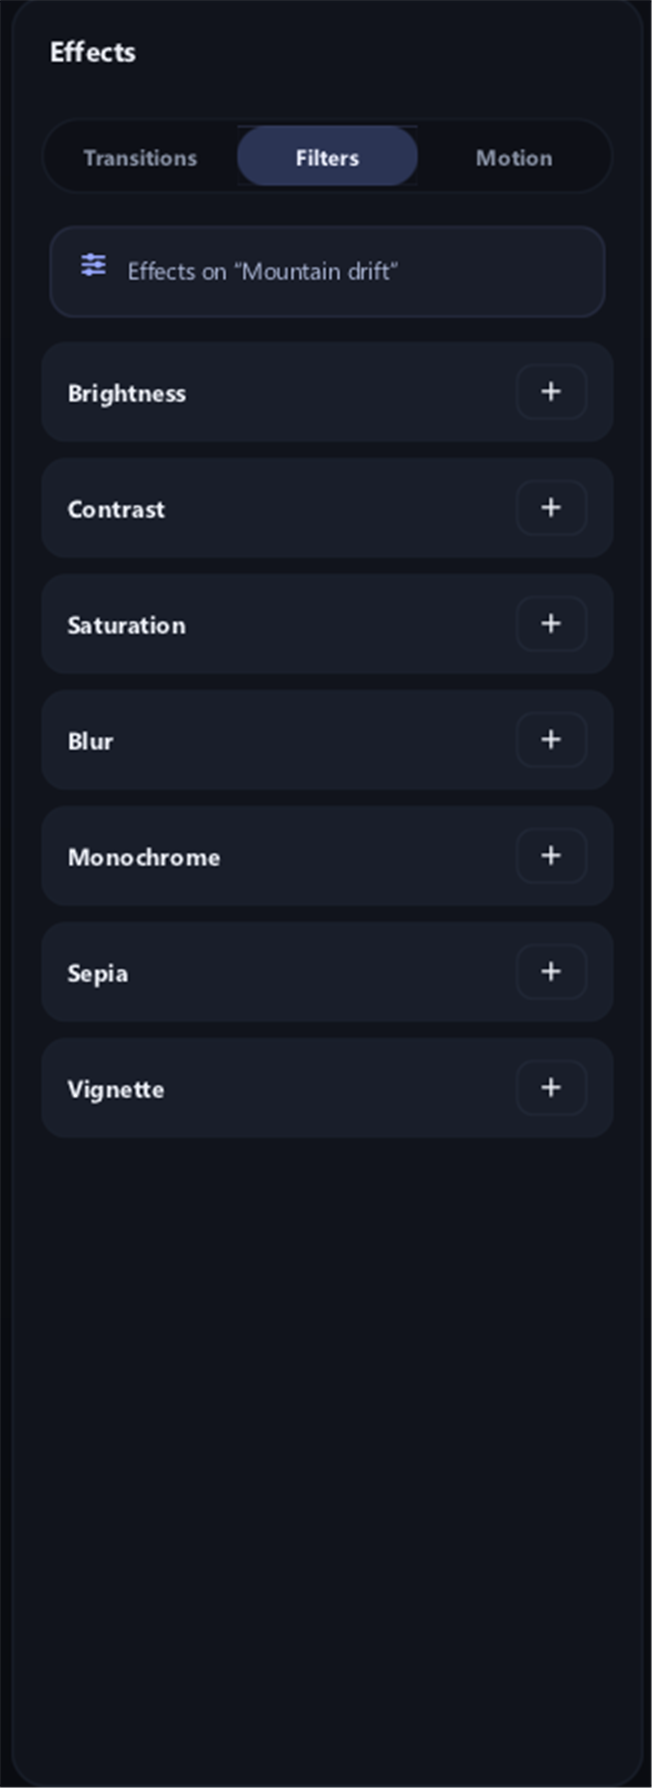 Effects
Transitions Filters Motion
Effects on “Mountain drift”
Brightness +
Contrast +
Saturation +
Blur +
Monochrome +
Sepia +
Vignette +